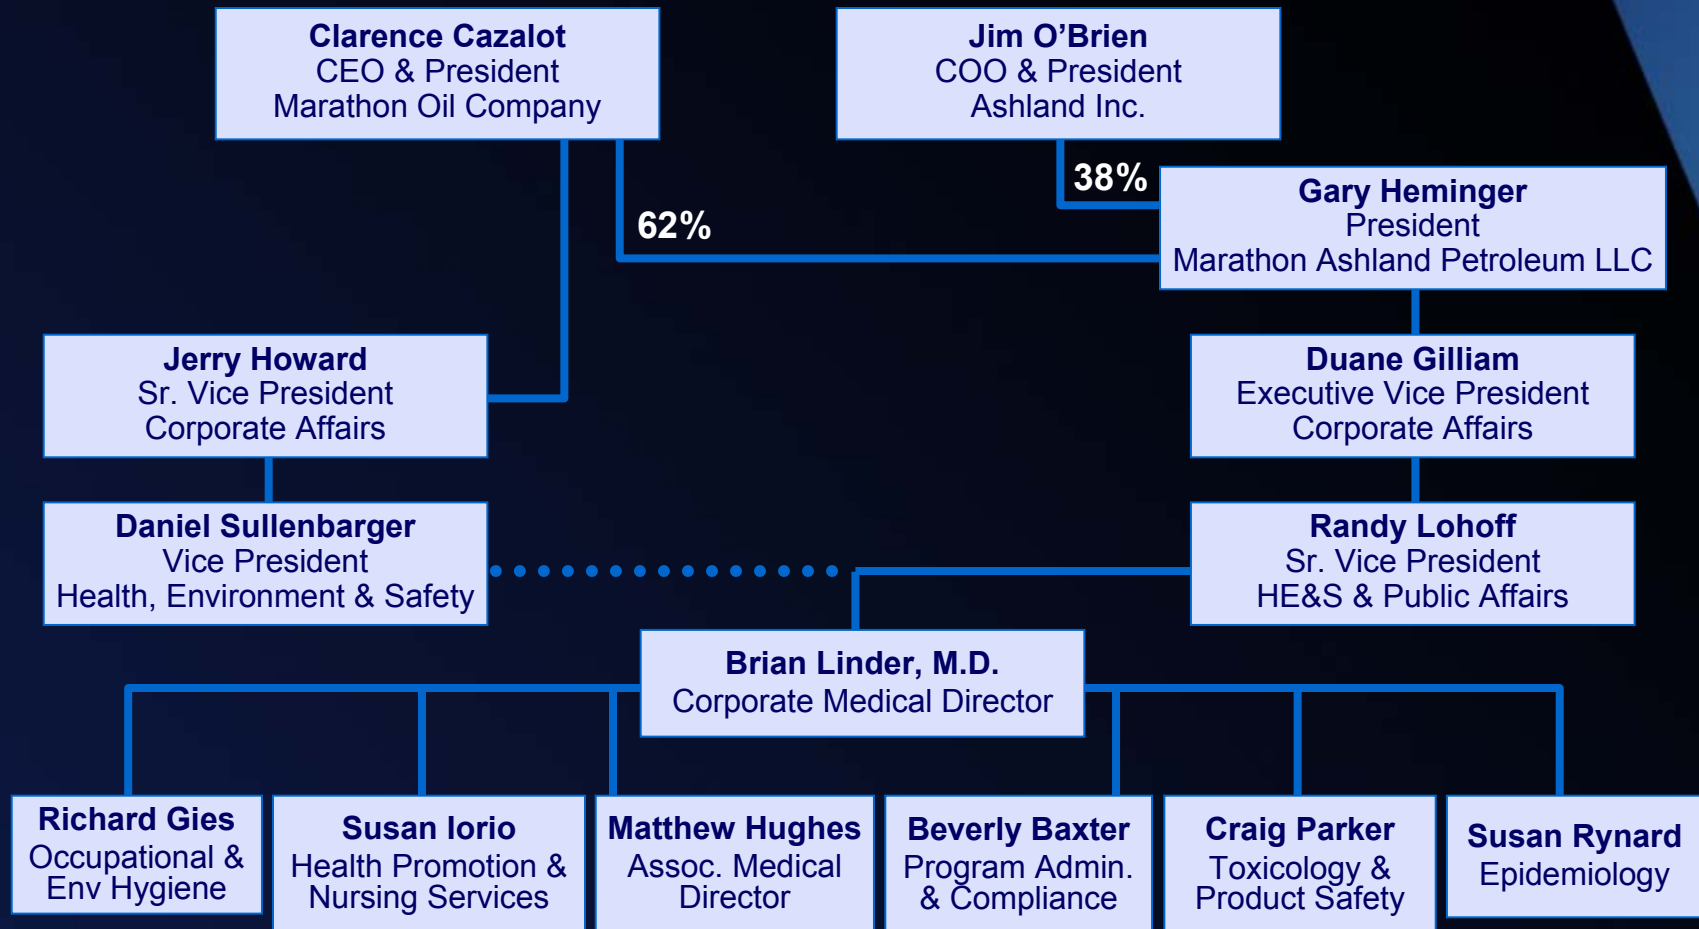 Clarence Cazalot
CEO & President
Marathon Oil Company
Jim O’Brien
COO & President
Ashland Inc.
38%
62%
Gary Heminger
President
Marathon Ashland Petroleum LLC
Jerry Howard
Sr. Vice President
Corporate Affairs
Duane Gilliam
Executive Vice President
Corporate Affairs
Daniel Sullenbarger
Vice President
Health, Environment & Safety
Randy Lohoff
Sr. Vice President
HE&S & Public Affairs
Brian Linder, M.D.
Corporate Medical Director
Richard Gies
Occupational &
Env Hygiene
Susan Iorio
Health Promotion &
Nursing Services
Matthew Hughes
Assoc. Medical
Director
Beverly Baxter
Program Admin.
& Compliance
Craig Parker
Toxicology &
Product Safety
Susan Rynard
Epidemiology